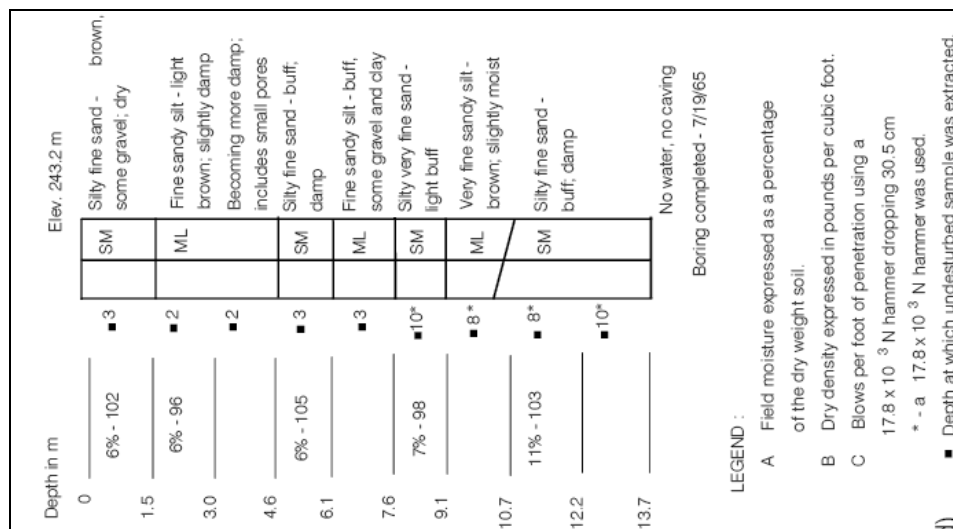 Elev. 243.2 m
Depth in m
0
1.5
3.0
4.6
6.1
7.6
9.1
10.7
12.2
13.7
6% - 102
6% - 96
6% - 105
7% - 98
11% - 103
■ 3
■ 2
■ 2
■ 3
■ 3
■10*
■ 8*
■ 8*
■10*
SM
ML
SM
ML
SM
ML
SM
Silty fine sand - brown,
some gravel; dry
Fine sandy silt - light
brown; slightly damp
Becoming more damp;
includes small pores
Silty fine sand - buff;
damp
Fine sandy silt - buff,
some gravel and clay
Silty very fine sand -
light buff
Very fine sandy silt -
brown; slightly moist
Silty fine sand -
buff; damp
No water, no caving
Boring completed - 7/19/65
LEGEND :
A Field moisture expressed as a percentage
of the dry weight soil.
B Dry density expressed in pounds per cubic foot.
C Blows per foot of penetration using a
17.8 x 10 3 N hammer dropping 30.5 cm
* - a 17.8 x 10 3 N hammer was used.
■ Depth at which undesturbed sample was extracted.